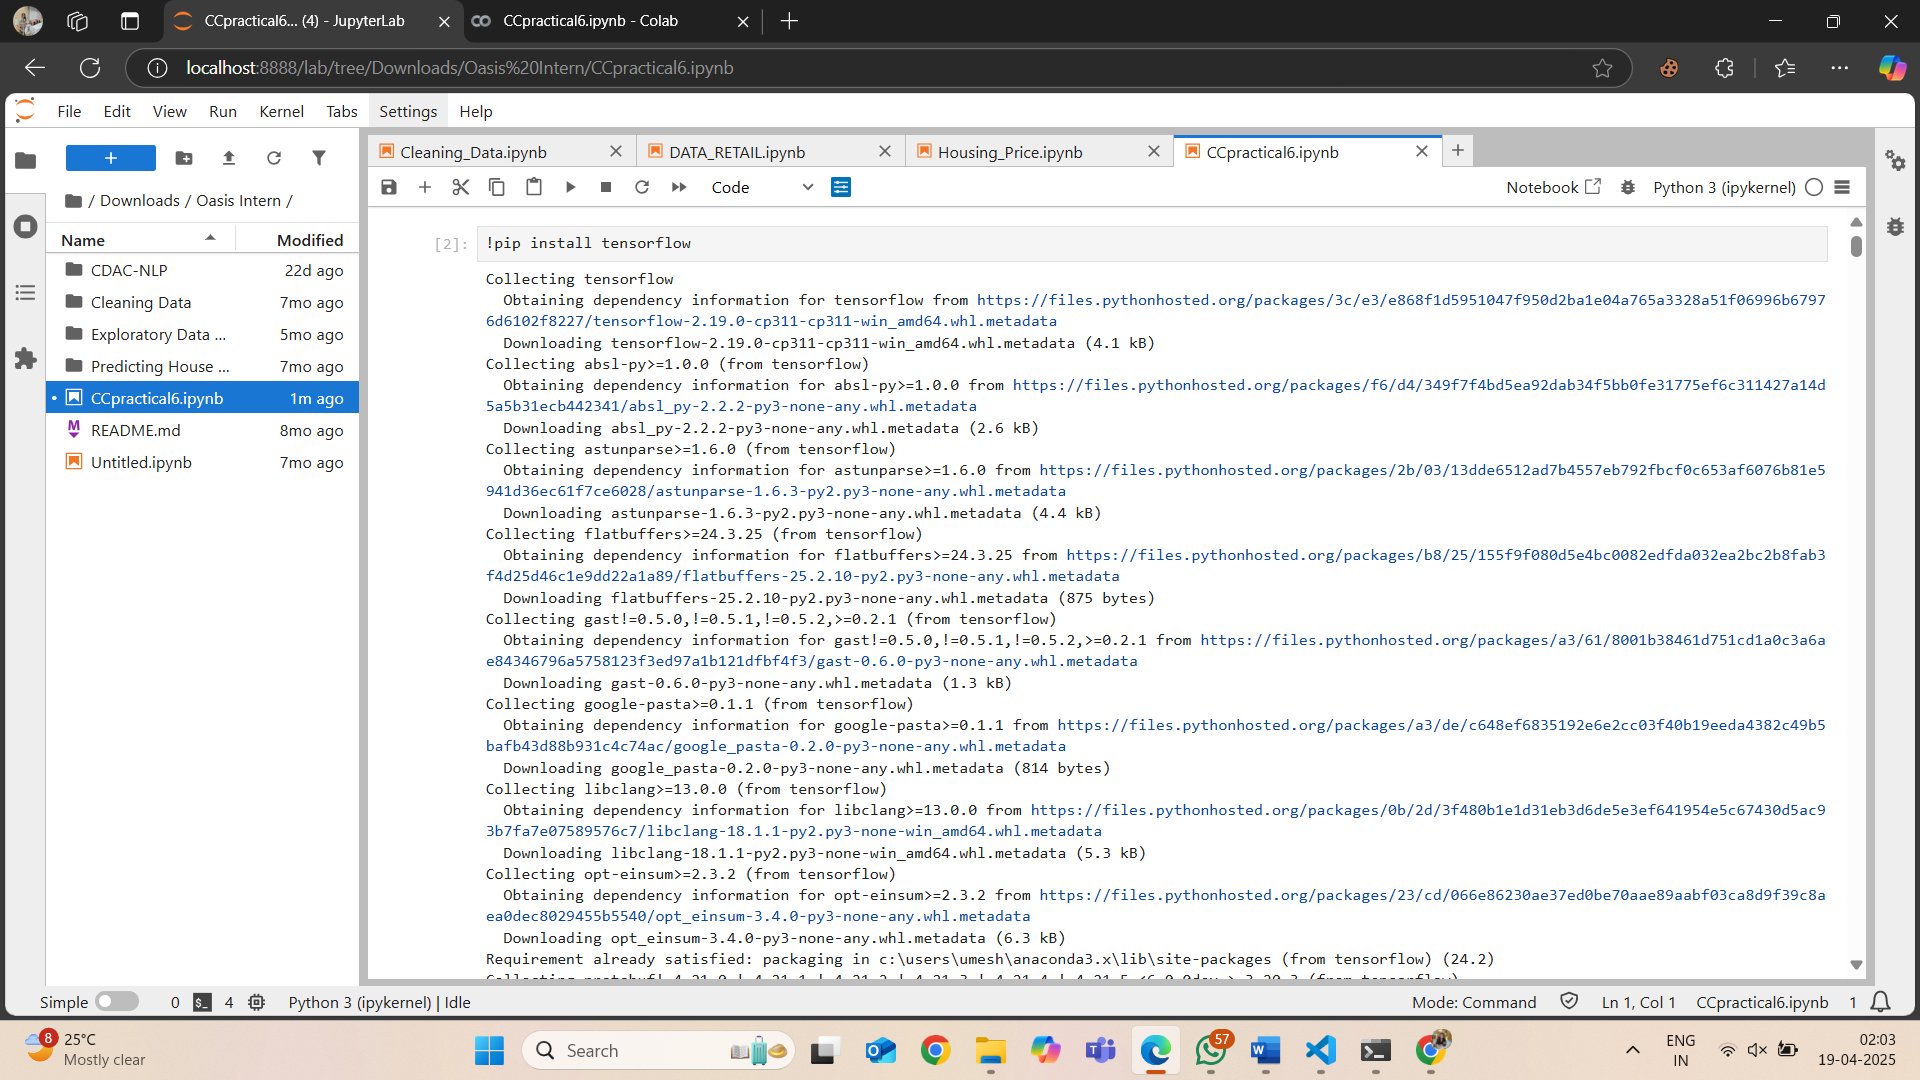 CCpractical6... (4) - JupyterLab
CCpractical6.ipynb - Colab
localhost:8888/lab/tree/Downloads/Oasis%20Intern/CCpractical6.ipynb
File Edit View Run Kernel Tabs Settings Help
/ Downloads / Oasis Intern /
Name Modified
CDAC-NLP 22d ago
Cleaning Data 7mo ago
Exploratory Data ... 5mo ago
Predicting House ... 7mo ago
CCpractical6.ipynb 1m ago
README.md 8mo ago
Untitled.ipynb 7mo ago
Cleaning_Data.ipynb DATA_RETAIL.ipynb Housing_Price.ipynb CCpractical6.ipynb
Code Notebook Python 3 (ipykernel)
[2]: !pip install tensorflow
Collecting tensorflow
Obtaining dependency information for tensorflow from https://files.pythonhosted.org/packages/3c/e3/e868f1d5951047f950d2ba1e04a765a3328a51f06996b6797
6d6102f8227/tensorflow-2.19.0-cp311-cp311-win_amd64.whl.metadata
Downloading tensorflow-2.19.0-cp311-cp311-win_amd64.whl.metadata (4.1 kB)
Collecting absl-py>=1.0.0 (from tensorflow)
Obtaining dependency information for absl-py>=1.0.0 from https://files.pythonhosted.org/packages/f6/d4/349f7f4bd5ea92dab34f5bb0fe31775ef6c311427a14d
5a5b31ecb442341/absl_py-2.2.2-py3-none-any.whl.metadata
Downloading absl_py-2.2.2-py3-none-any.whl.metadata (2.6 kB)
Collecting astunparse>=1.6.0 (from tensorflow)
Obtaining dependency information for astunparse>=1.6.0 from https://files.pythonhosted.org/packages/2b/03/13dde6512ad7b4557eb792fbcf0c653af6076b81e5
941d36ec61f7ce6028/astunparse-1.6.3-py2.py3-none-any.whl.metadata
Downloading astunparse-1.6.3-py2.py3-none-any.whl.metadata (4.4 kB)
Collecting flatbuffers>=24.3.25 (from tensorflow)
Obtaining dependency information for flatbuffers>=24.3.25 from https://files.pythonhosted.org/packages/b8/25/155f9f080d5e4bc0082edfda032ea2bc2b8fab3
f4d25d46c1e9dd22a1a89/flatbuffers-25.2.10-py2.py3-none-any.whl.metadata
Downloading flatbuffers-25.2.10-py2.py3-none-any.whl.metadata (875 bytes)
Collecting gast!=0.5.0,!=0.5.1,!=0.5.2,>=0.2.1 (from tensorflow)
Obtaining dependency information for gast!=0.5.0,!=0.5.1,!=0.5.2,>=0.2.1 from https://files.pythonhosted.org/packages/a3/61/8001b38461d751cd1a0c3a6a
e84346796a5758123f3ed97a1b121dfbf4f3/gast-0.6.0-py3-none-any.whl.metadata
Downloading gast-0.6.0-py3-none-any.whl.metadata (1.3 kB)
Collecting google-pasta>=0.1.1 (from tensorflow)
Obtaining dependency information for google-pasta>=0.1.1 from https://files.pythonhosted.org/packages/a3/de/c648ef6835192e6e2cc03f40b19eeda4382c49b5
bafb43d88b931c4c74ac/google_pasta-0.2.0-py3-none-any.whl.metadata
Downloading google_pasta-0.2.0-py3-none-any.whl.metadata (814 bytes)
Collecting libclang>=13.0.0 (from tensorflow)
Obtaining dependency information for libclang>=13.0.0 from https://files.pythonhosted.org/packages/0b/2d/3f480b1e1d31eb3d6de5e3ef641954e5c67430d5ac9
3b7fa7e07589576c7/libclang-18.1.1-py2.py3-none-win_amd64.whl.metadata
Downloading libclang-18.1.1-py2.py3-none-win_amd64.whl.metadata (5.3 kB)
Collecting opt-einsum>=2.3.2 (from tensorflow)
Obtaining dependency information for opt-einsum>=2.3.2 from https://files.pythonhosted.org/packages/23/cd/066e86230ae37ed0be70aae89aabf03ca8d9f39c8a
ea0dec8029455b5540/opt_einsum-3.4.0-py3-none-any.whl.metadata
Downloading opt_einsum-3.4.0-py3-none-any.whl.metadata (6.3 kB)
Requirement already satisfied: packaging in c:\users\umesh\anaconda3.x\lib\site-packages (from tensorflow) (24.2)
Simple 0 4 Python 3 (ipykernel) | Idle Mode: Command Ln 1, Col 1 CCpractical6.ipynb 1
8 25°C
Mostly clear
Search
57
ENG
IN
02:03
19-04-2025